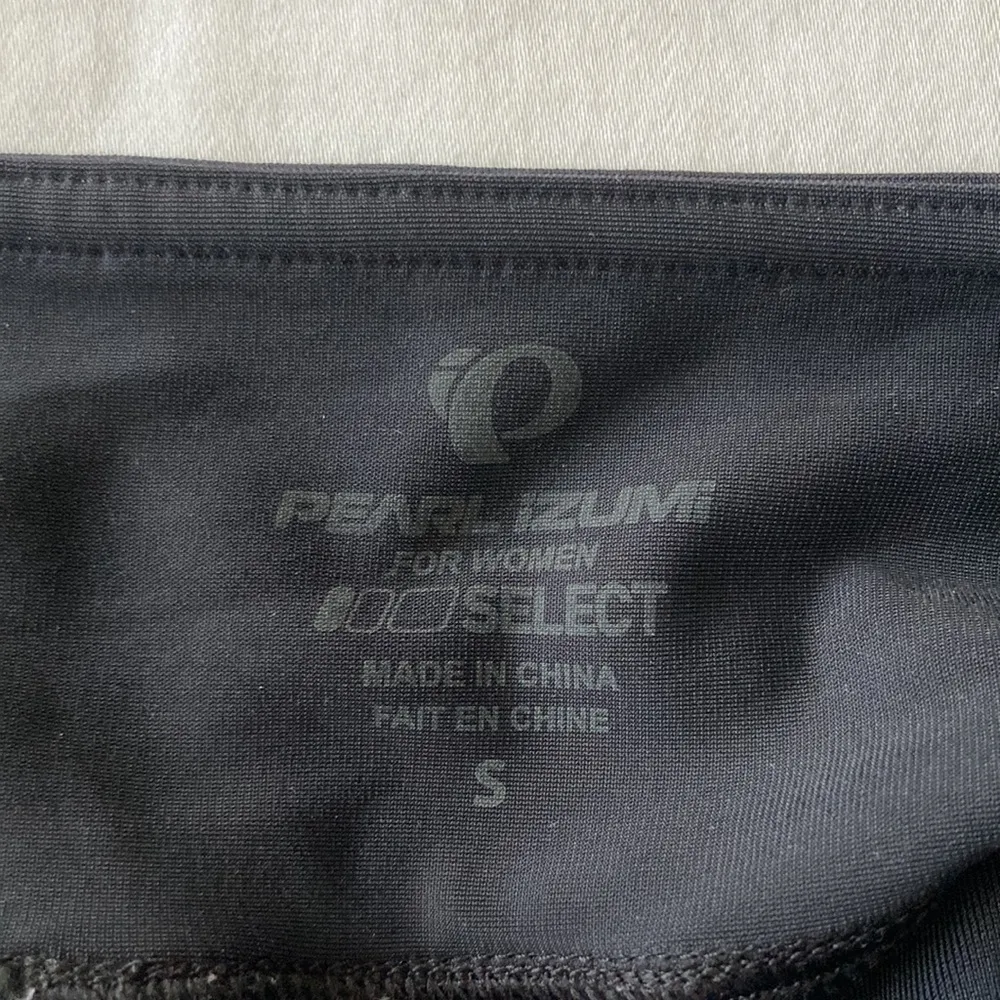 PEARL iZUMi
FOR WOMEN
SELECT
MADE IN CHINA
FAIT EN CHINE
S